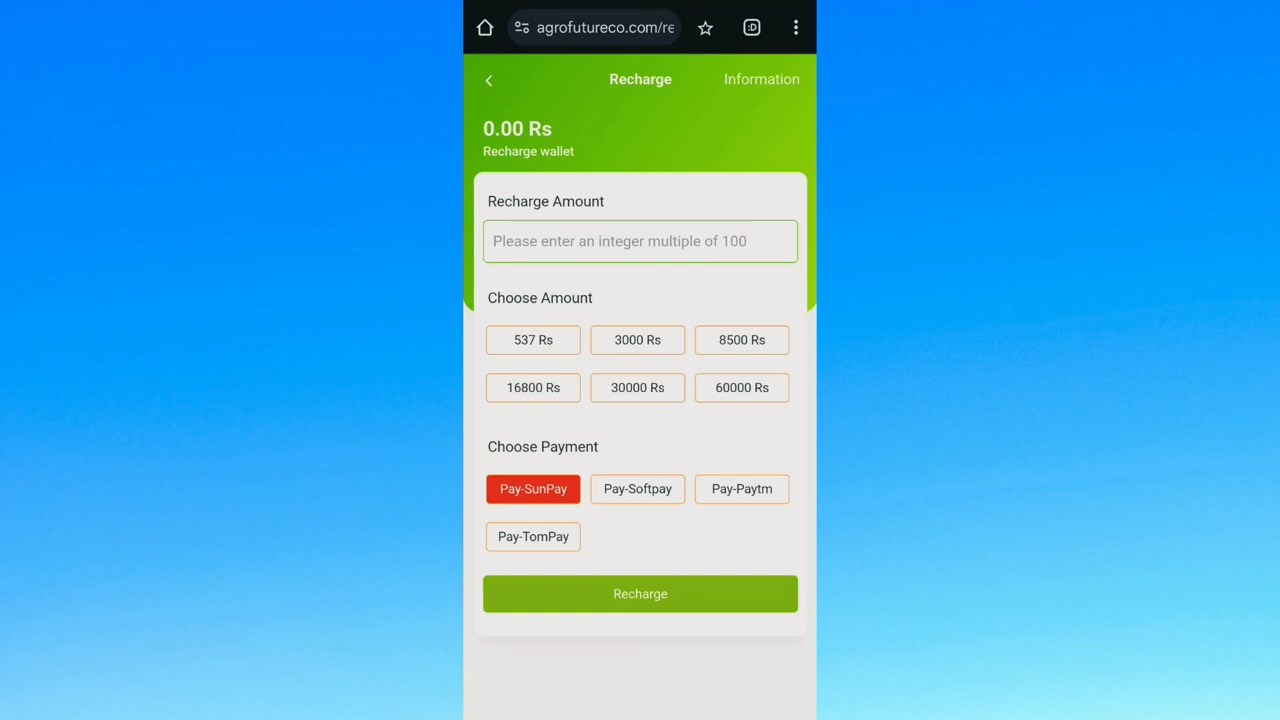 agrofutureco.com/re
:D
Recharge
Information
0.00 Rs
Recharge wallet
Recharge Amount
Please enter an integer multiple of 100
Choose Amount
537 Rs
3000 Rs
8500 Rs
16800 Rs
30000 Rs
60000 Rs
Choose Payment
Pay-SunPay
Pay-Softpay
Pay-Paytm
Pay-TomPay
Recharge